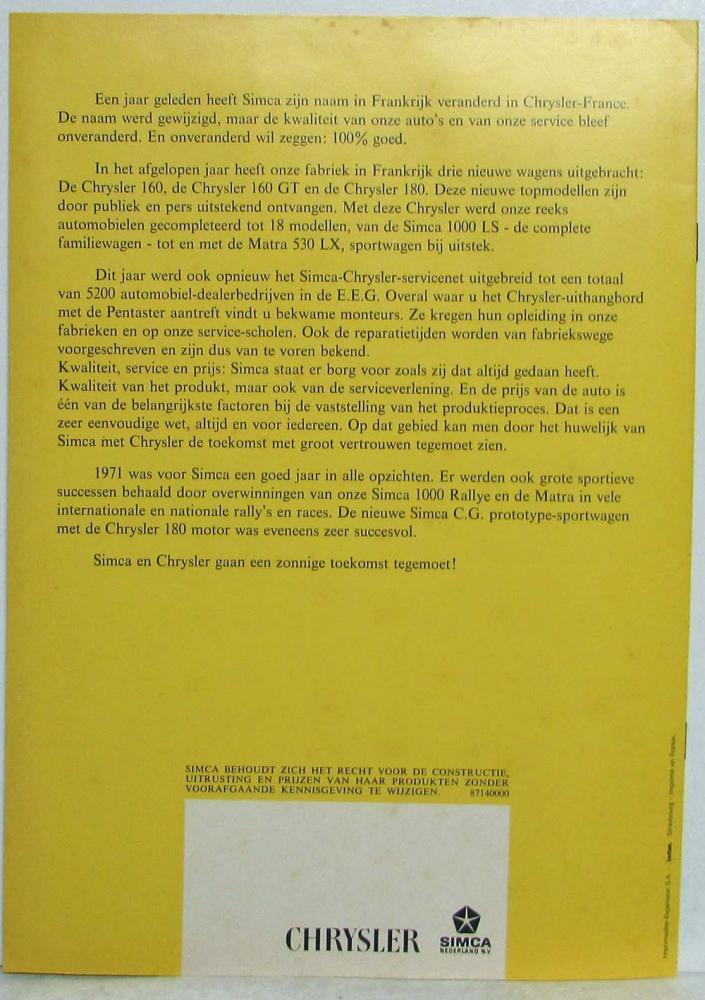 Een jaar geleden heeft Simca zijn naam in Frankrijk veranderd in Chrysler-France.
De naam werd gewijzigd, maar de kwaliteit van onze auto's en van onze service bleef
onveranderd. En onveranderd wil zeggen: 100% goed.
In het afgelopen jaar heeft onze fabriek in Frankrijk drie nieuwe wagens uitgebracht:
De Chrysler 160, de Chrysler 160 GT en de Chrysler 180. Deze nieuwe topmodellen zijn
door publiek en pers uitstekend ontvangen. Met deze Chrysler werd onze reeks
automobielen gecompleteerd tot 18 modellen, van de Simca 1000 LS - de complete
familiewagen - tot en met de Matra 530 LX, sportwagen bij uitstek.
Dit jaar werd ook opnieuw het Simca-Chrysler-servicenet uitgebreid tot een totaal
van 5200 automobiel-dealerbedrijven in de E.E.G. Overal waar u het Chrysler-uithangbord
met de Pentaster aantreft vindt u bekwame monteurs. Ze kregen hun opleiding in onze
fabrieken en op onze service-scholen. Ook de reparatietijden worden van fabriekswege
voorgeschreven en zijn dus van te voren bekend.
Kwaliteit, service en prijs: Simca staat er borg voor zoals zij dat altijd gedaan heeft.
Kwaliteit van het produkt, maar ook van de serviceverlening. En de prijs van de auto is
één van de belangrijkste factoren bij de vaststelling van het produktieproces. Dat is een
zeer eenvoudige wet, altijd en voor iedereen. Op dat gebied kan men door het huwelijk van
Simca met Chrysler de toekomst met groot vertrouwen tegemoet zien.
1971 was voor Simca een goed jaar in alle opzichten. Er werden ook grote sportieve
successen behaald door overwinningen van onze Simca 1000 Rallye en de Matra in vele
internationale en nationale rally's en races. De nieuwe Simca C.G. prototype-sportwagen
met de Chrysler 180 motor was eveneens zeer succesvol.
Simca en Chrysler gaan een zonnige toekomst tegemoet!
SIMCA BEHOUDT ZICH HET RECHT VOOR DE CONSTRUCTIE,
UITRUSTING EN PRIJZEN VAN HAAR PRODUKTEN ZONDER
VOORAFGAANDE KENNISGEVING TE WIJZIGEN. 87140000
CHRYSLER
SIMCA
NEDERLAND N.V.
Strasbourg - Imprimé en France